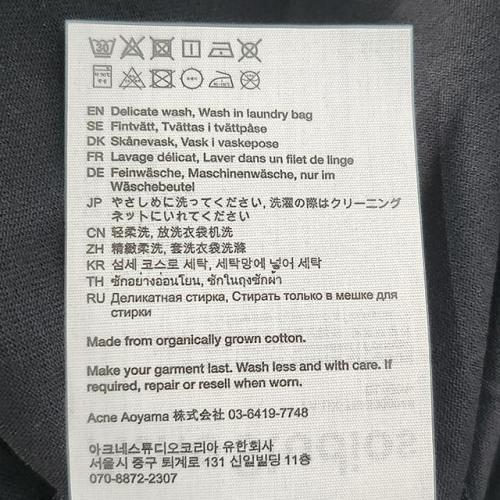 30
EN Delicate wash, Wash in laundry bag
SE Fintvätt, Tvättas i tvättpåse
DK Skånevask, Vask i vaskepose
FR Lavage délicat, Laver dans un filet de linge
DE Feinwäsche, Maschinenwäsche, nur im
Wäschebeutel
JP やさしめに洗ってください, 洗濯の際はクリーニング
ネットにいれてください
CN 轻柔洗, 放洗衣袋机洗
ZH 精緻柔洗, 套洗衣袋洗滌
KR 섬세 코스로 세탁, 세탁망에 넣어 세탁
TH ซักอย่างอ่อนโยน, ซักในถุงซักผ้า
RU Деликатная стирка, Стирать только в мешке для
стирки
Made from organically grown cotton.
Make your garment last. Wash less and with care. If
required, repair or resell when worn.
Acne Aoyama 株式会社 03-6419-7748
아크네스튜디오코리아 유한회사
서울시 중구 퇴계로 131 신일빌딩 11층
070-8872-2307